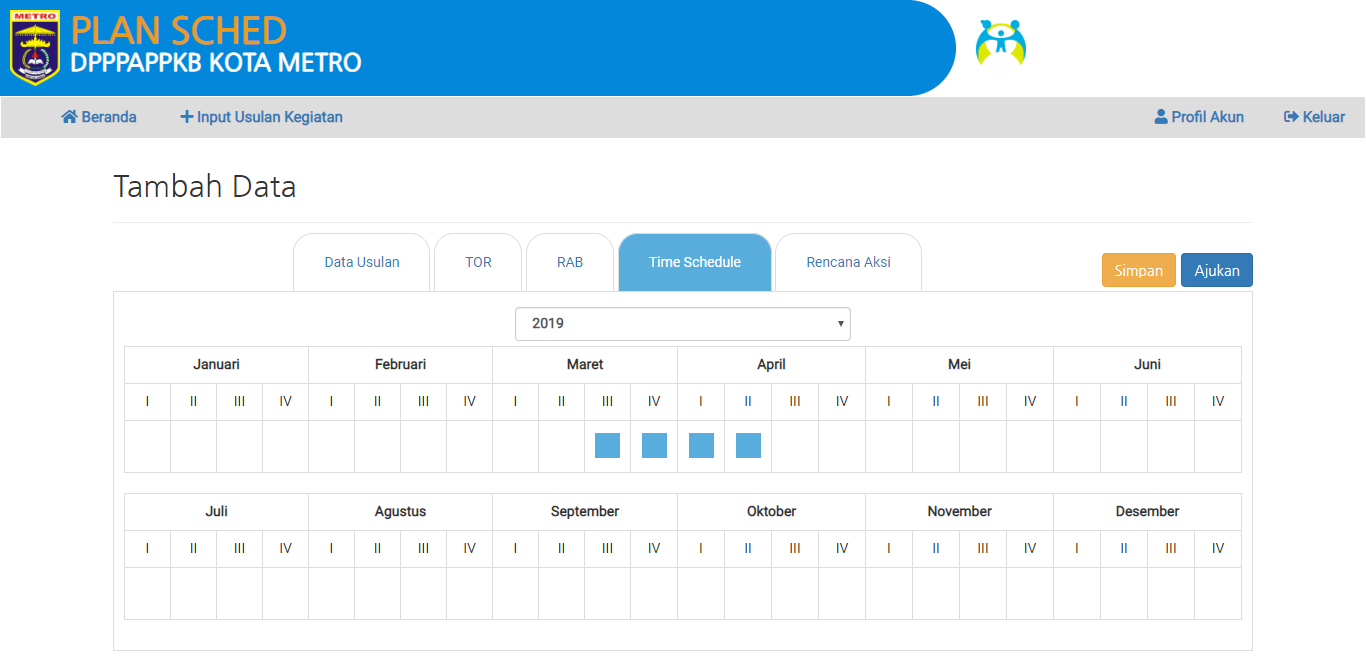 METRO
PLAN SCHED
DPPPAPPKB KOTA METRO
Beranda Input Usulan Kegiatan Profil Akun Keluar
Tambah Data
Data Usulan TOR RAB Time Schedule Rencana Aksi Simpan Ajukan
2019
Januari Februari Maret April Mei Juni
I II III IV I II III IV I II III IV I II III IV I II III IV I II III IV
Juli Agustus September Oktober November Desember
I II III IV I II III IV I II III IV I II III IV I II III IV I II III IV